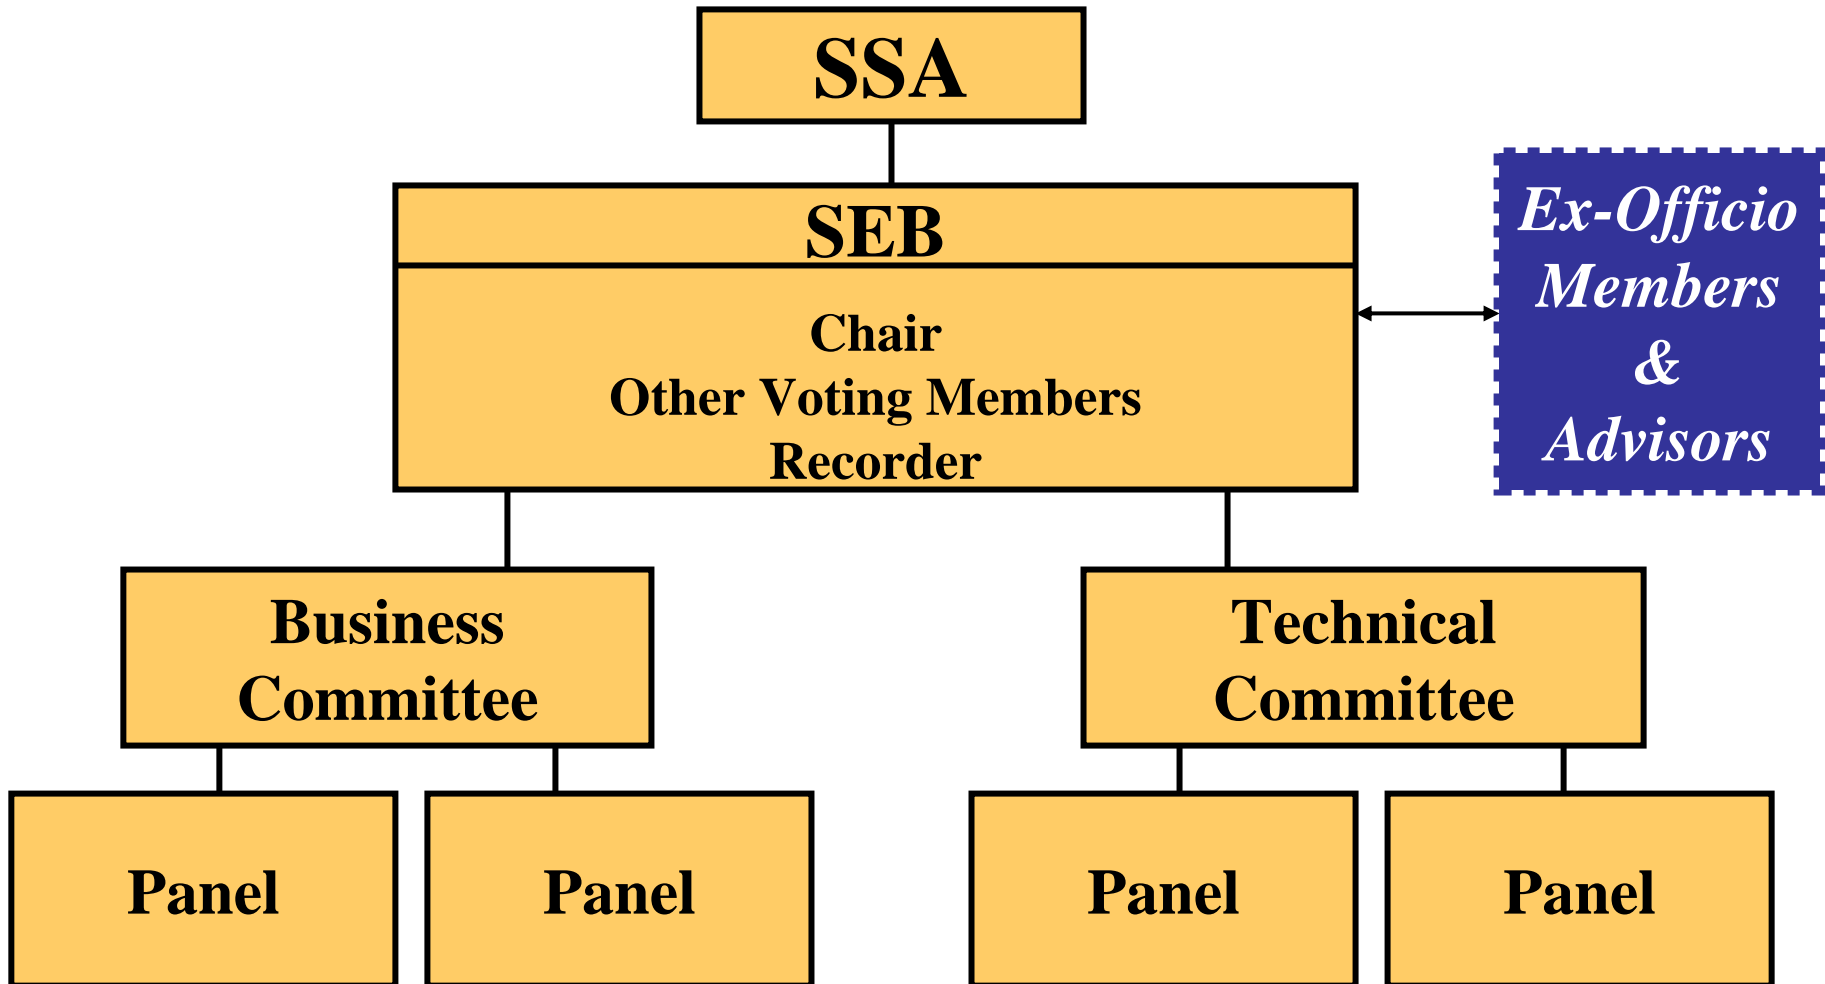 SSA
SEB
Chair
Other Voting Members
Recorder
Ex-Officio
Members
&
Advisors
Business
Committee
Technical
Committee
Panel
Panel
Panel
Panel